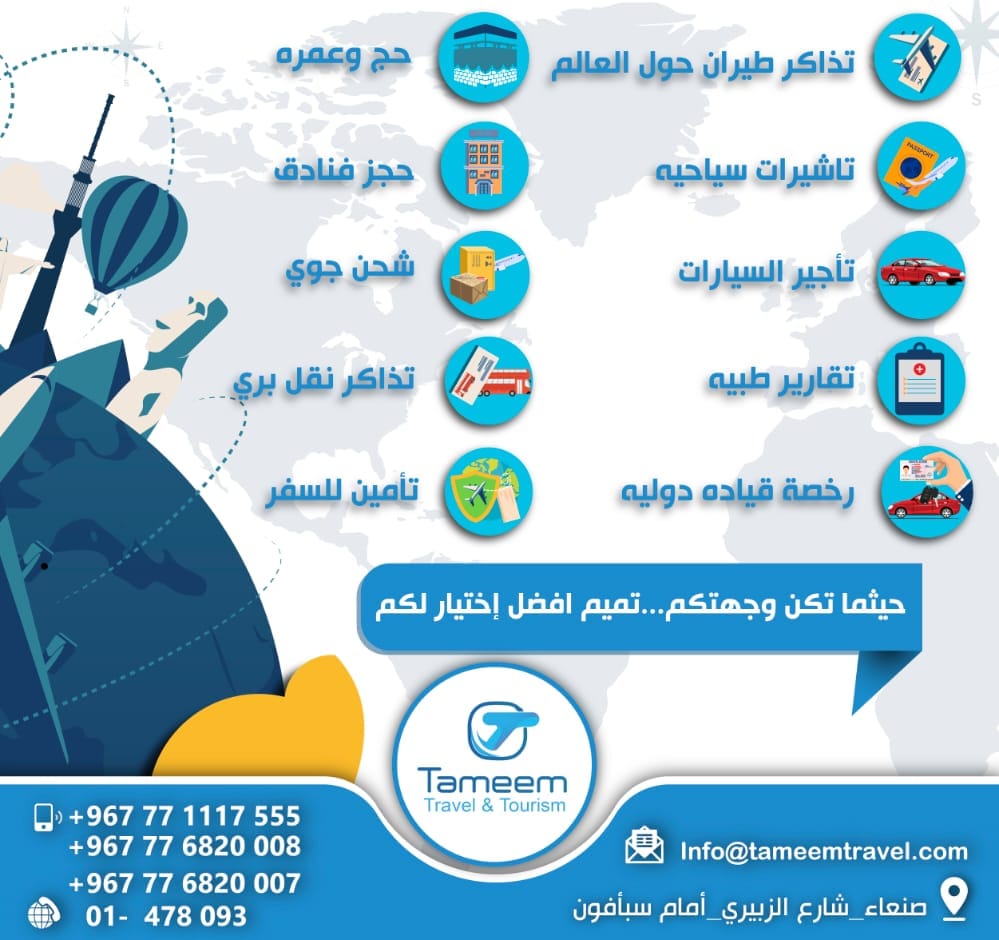 تذاكر طيران حول العالم
حج وعمره
تاشيرات سياحيه
حجز فنادق
تأجير السيارات
شحن جوي
تقارير طبيه
تذاكر نقل بري
رخصة قياده دوليه
تأمين للسفر
PASSPORT
حيثما تكن وجهتكم...تميم افضل إختيار لكم
Tameem
Travel & Tourism
+967 77 1117 555
+967 77 6820 008
+967 77 6820 007
01- 478 093
Info@tameemtravel.com
صنعاء_شارع الزبيري_أمام سبأفون